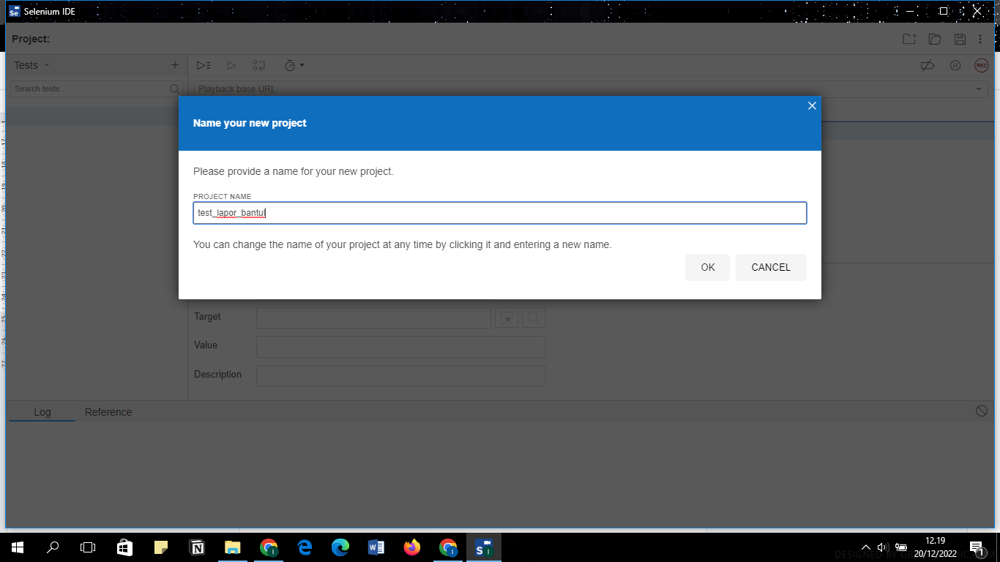 Selenium IDE
Project:
Tests
REC
Search tests...
Playback base URL
Name your new project
Please provide a name for your new project.
PROJECT NAME
test_lapor_bantul
You can change the name of your project at any time by clicking it and entering a new name.
OK
CANCEL
Target
Value
Description
Log
Reference
12.19
20/12/2022
1